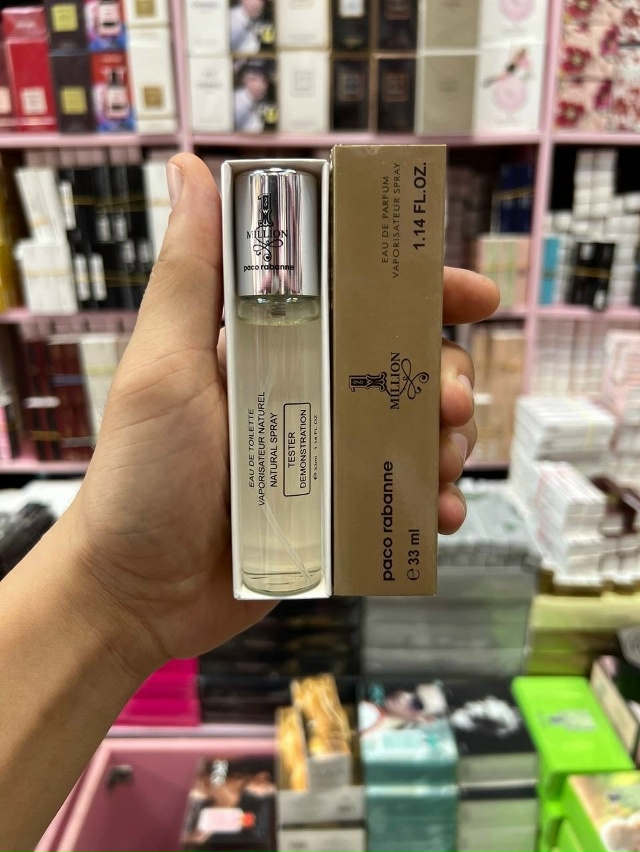 1
MILLION
paco rabanne
EAU DE TOILETTE
VAPORISATEUR NATUREL
NATURAL SPRAY
TESTER
DEMONSTRATION
℮ 33ml 1.14 FL.OZ
EAU DE PARFUM
VAPORISATEUR SPRAY
1.14 FL.OZ.
1
MILLION
paco rabanne
℮ 33 ml